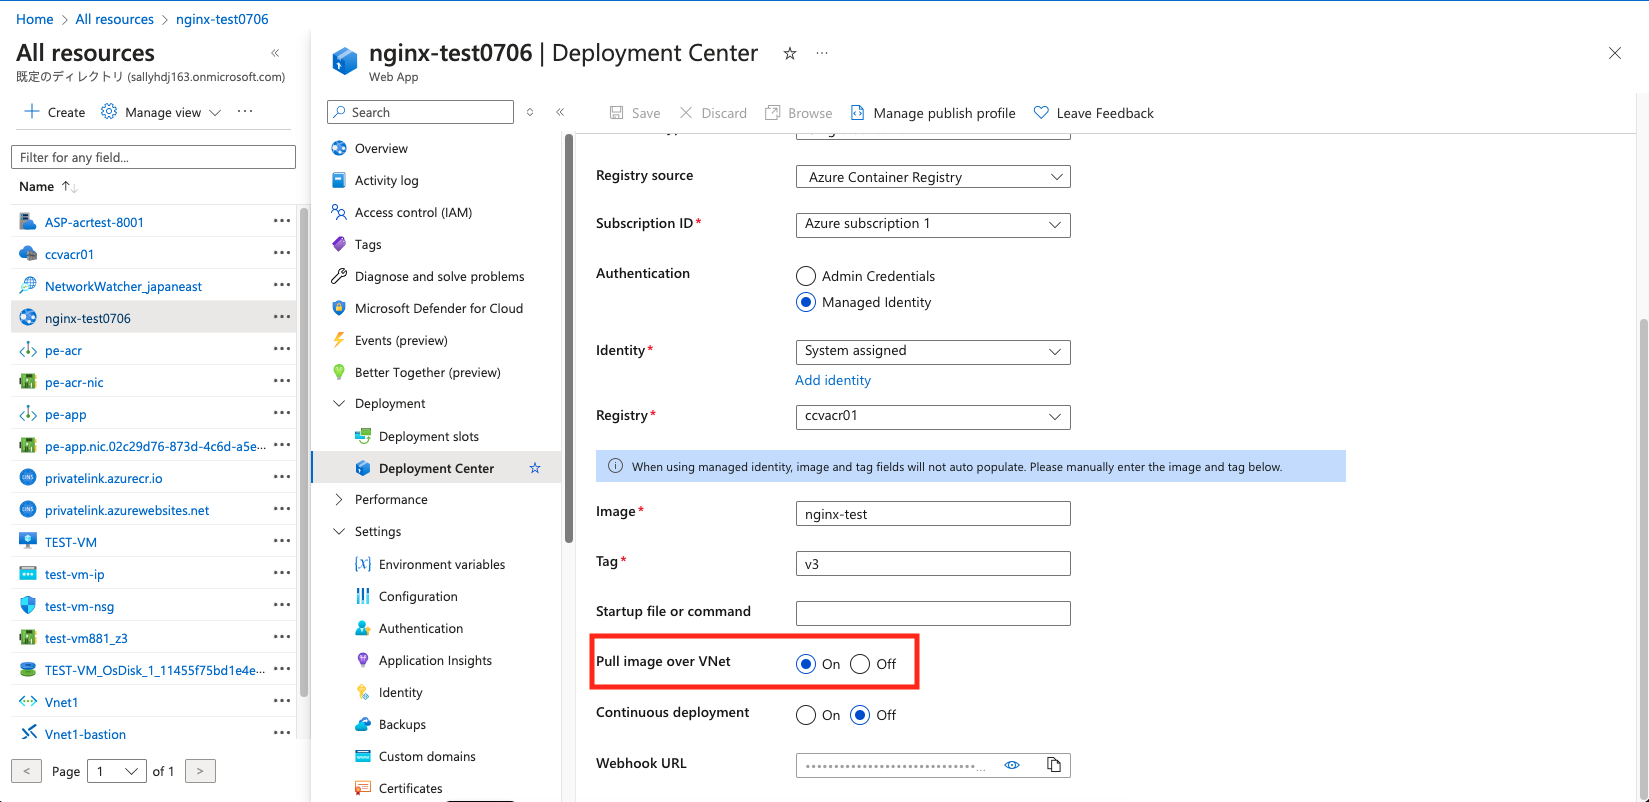 Home > All resources > nginx-test0706
All resources «
既定のディレクトリ (sallyhdj163.onmicrosoft.com)
Create Manage view ···
Filter for any field...
Name ↑↓
ASP-acrtest-8001 ···
ccvacr01 ···
NetworkWatcher_japaneast ···
nginx-test0706 ···
pe-acr ···
pe-acr-nic ···
pe-app ···
pe-app.nic.02c29d76-873d-4c6d-a5e... ···
privatelink.azurecr.io ···
privatelink.azurewebsites.net ···
TEST-VM ···
test-vm-ip ···
test-vm-nsg ···
test-vm881_z3 ···
TEST-VM_OsDisk_1_11455f75bd1e4e... ···
Vnet1 ···
Vnet1-bastion ···
< Page 1 of 1 >
nginx-test0706 | Deployment Center ···
Web App
Search «
Overview
Activity log
Access control (IAM)
Tags
Diagnose and solve problems
Microsoft Defender for Cloud
Events (preview)
Better Together (preview)
Deployment
Deployment slots
Deployment Center
Performance
Settings
Environment variables
Configuration
Authentication
Application Insights
Identity
Backups
Custom domains
Certificates
Save Discard Browse Manage publish profile Leave Feedback
Registry source Azure Container Registry
Subscription ID* Azure subscription 1
Authentication Admin Credentials
Managed Identity
Identity* System assigned
Add identity
Registry* ccvacr01
When using managed identity, image and tag fields will not auto populate. Please manually enter the image and tag below.
Image* nginx-test
Tag* v3
Startup file or command
Pull image over VNet On Off
Continuous deployment On Off
Webhook URL ............................ ...